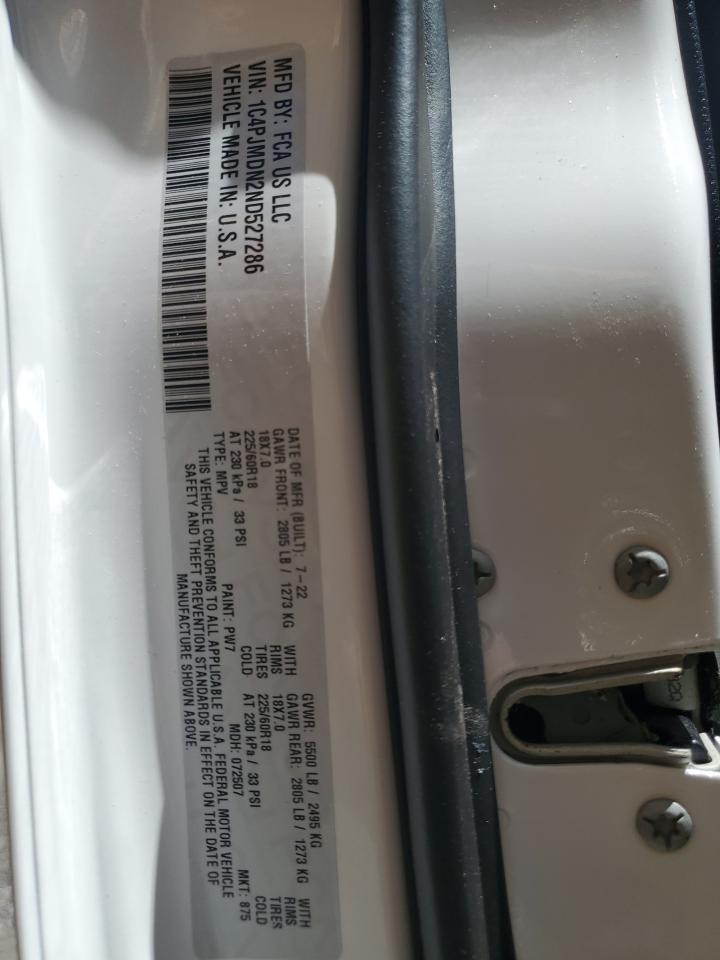 MFD BY: FCA US LLC
VIN: 1C4PJMDN2ND527286
VEHICLE MADE IN: U.S.A.
DATE OF MFR (BUILT): 7-22 GVWR: 5500 LB / 2495 KG
GAWR FRONT: 2805 LB / 1273 KG WITH GAWR REAR: 2805 LB / 1273 KG WITH
18X7.0 RIMS 18X7.0 RIMS
225/60R18 TIRES 225/60R18 TIRES
AT 230 kPa / 33 PSI COLD AT 230 kPa / 33 PSI COLD
TYPE: MPV PAINT: PW7 MDH: 072507 MKT: 875
THIS VEHICLE CONFORMS TO ALL APPLICABLE U.S.A. FEDERAL MOTOR VEHICLE
SAFETY AND THEFT PREVENTION STANDARDS IN EFFECT ON THE DATE OF
MANUFACTURE SHOWN ABOVE.